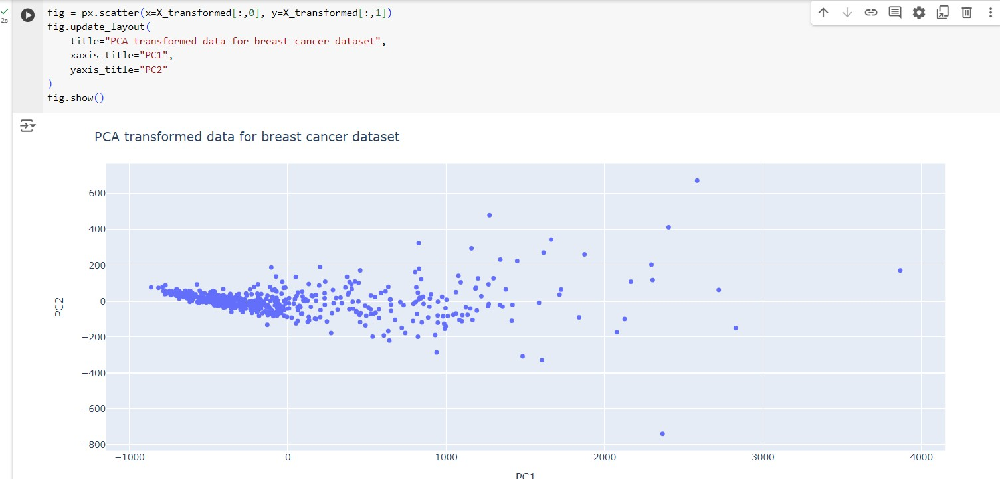 2s
fig = px.scatter(x=X_transformed[:,0], y=X_transformed[:,1])
fig.update_layout(
    title="PCA transformed data for breast cancer dataset",
    xaxis_title="PC1",
    yaxis_title="PC2"
)
fig.show()
PCA transformed data for breast cancer dataset
600
400
200
0
−200
−400
−600
−800
PC2
−1000 0 1000 2000 3000 4000
PC1